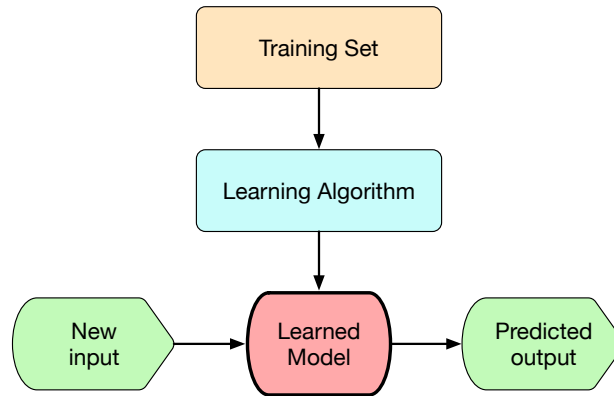 Training Set
Learning Algorithm
New
input
Learned
Model
Predicted
output